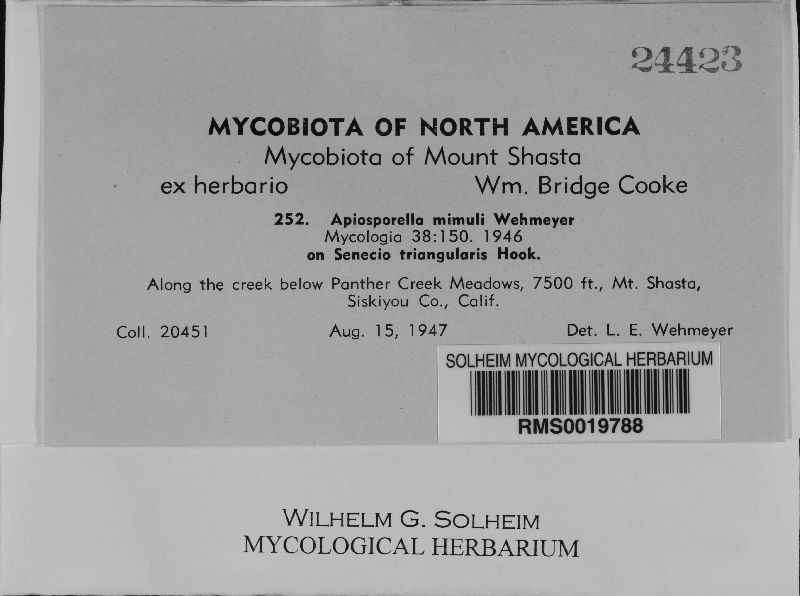 24423
MYCOBIOTA OF NORTH AMERICA
Mycobiota of Mount Shasta
ex herbario Wm. Bridge Cooke
252. Apiosporella mimuli Wehmeyer
Mycologia 38:150. 1946
on Senecio triangularis Hook.
Along the creek below Panther Creek Meadows, 7500 ft., Mt. Shasta,
Siskiyou Co., Calif.
Coll. 20451 Aug. 15, 1947 Det. L. E. Wehmeyer
SOLHEIM MYCOLOGICAL HERBARIUM
RMS0019788
WILHELM G. SOLHEIM
MYCOLOGICAL HERBARIUM